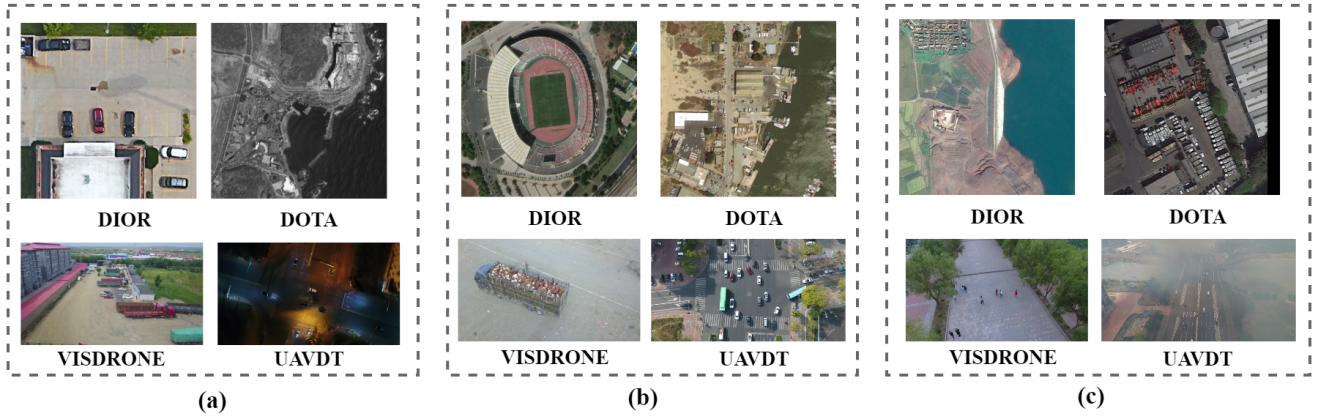 DIOR DOTA
VISDRONE UAVDT
(a)
DIOR DOTA
VISDRONE UAVDT
(b)
DIOR DOTA
VISDRONE UAVDT
(c)